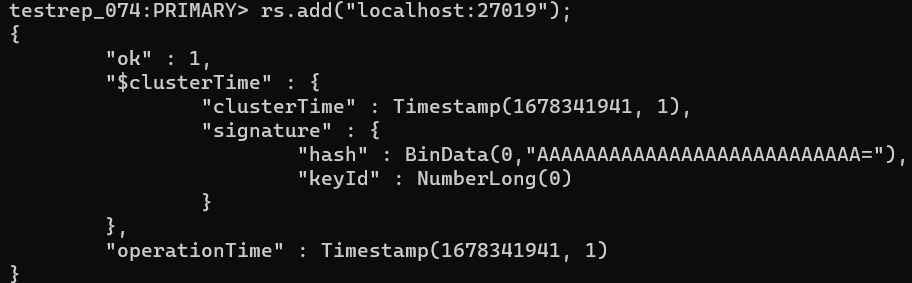 testrep_074:PRIMARY> rs.add("localhost:27019");
{
        "ok" : 1,
        "$clusterTime" : {
                "clusterTime" : Timestamp(1678341941, 1),
                "signature" : {
                        "hash" : BinData(0,"AAAAAAAAAAAAAAAAAAAAAAAAAAA="),
                        "keyId" : NumberLong(0)
                }
        },
        "operationTime" : Timestamp(1678341941, 1)
}